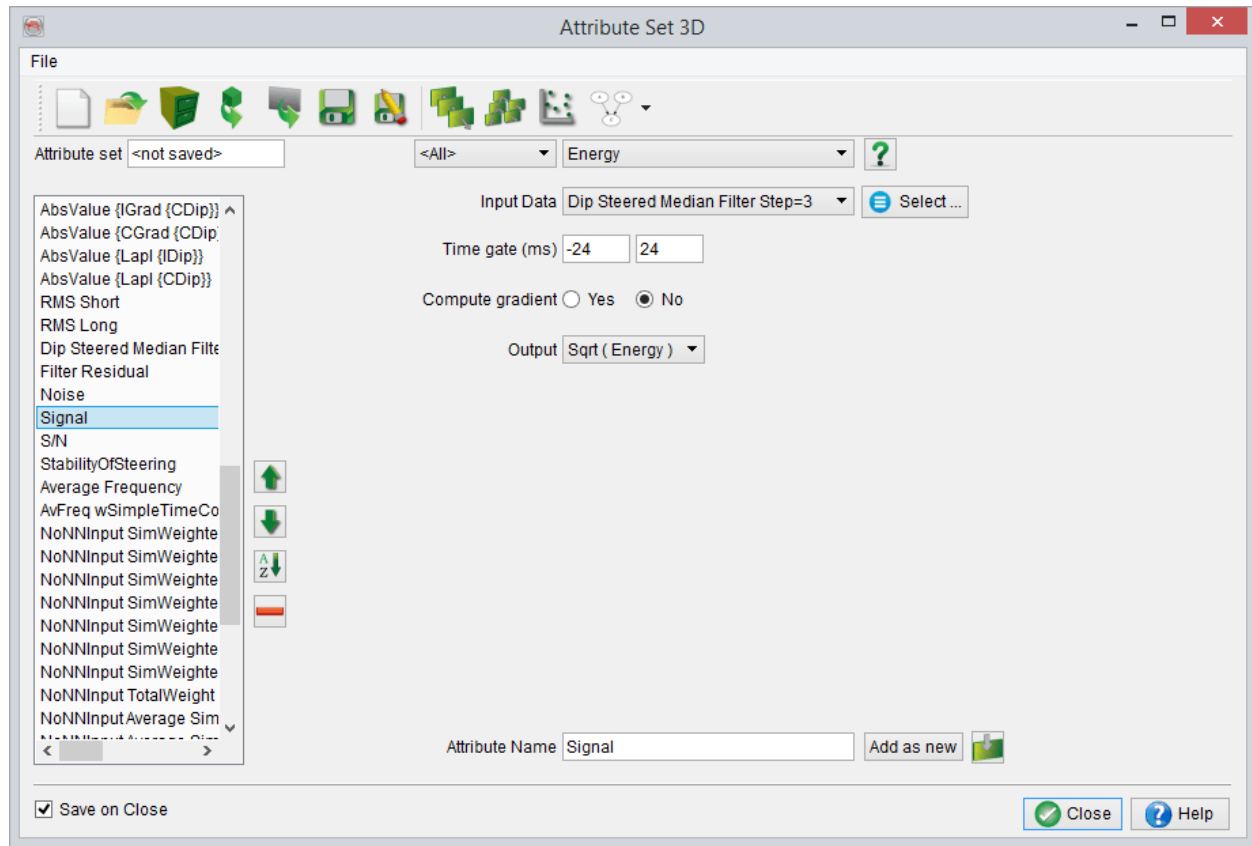 Attribute Set 3D
File
Attribute set <not saved>
<All> Energy ?
Input Data Dip Steered Median Filter Step=3 Select ...
Time gate (ms) -24 24
Compute gradient Yes No
Output Sqrt ( Energy )
AbsValue {IGrad {CDip}}
AbsValue {CGrad {CDip
AbsValue {Lapl {IDip}}
AbsValue {Lapl {CDip}}
RMS Short
RMS Long
Dip Steered Median Filte
Filter Residual
Noise
Signal
S/N
StabilityOfSteering
Average Frequency
AvFreq wSimpleTimeCo
NoNNInput SimWeighte
NoNNInput SimWeighte
NoNNInput SimWeighte
NoNNInput SimWeighte
NoNNInput SimWeighte
NoNNInput SimWeighte
NoNNInput SimWeighte
NoNNInput TotalWeight
NoNNInput Average Sim
A
Z
Attribute Name Signal Add as new
Save on Close
Close ? Help